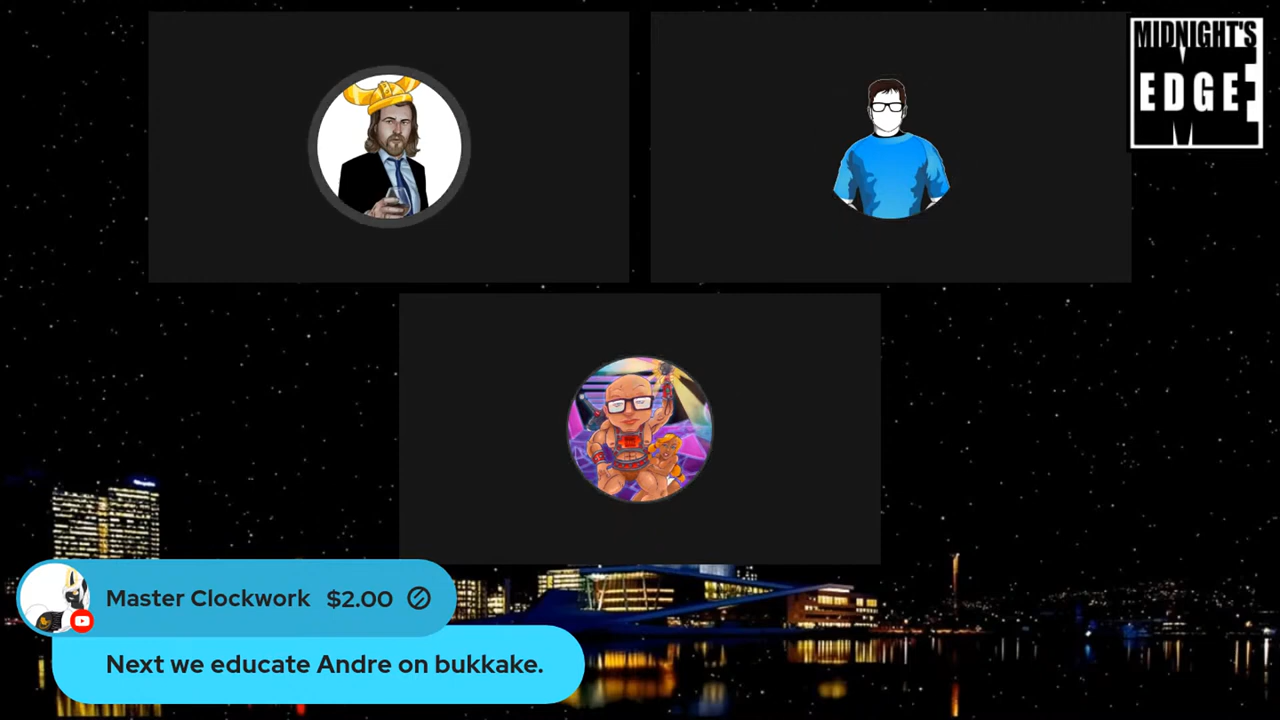 MIDNIGHT'S
EDGE
Master Clockwork $2.00
Next we educate Andre on bukkake.